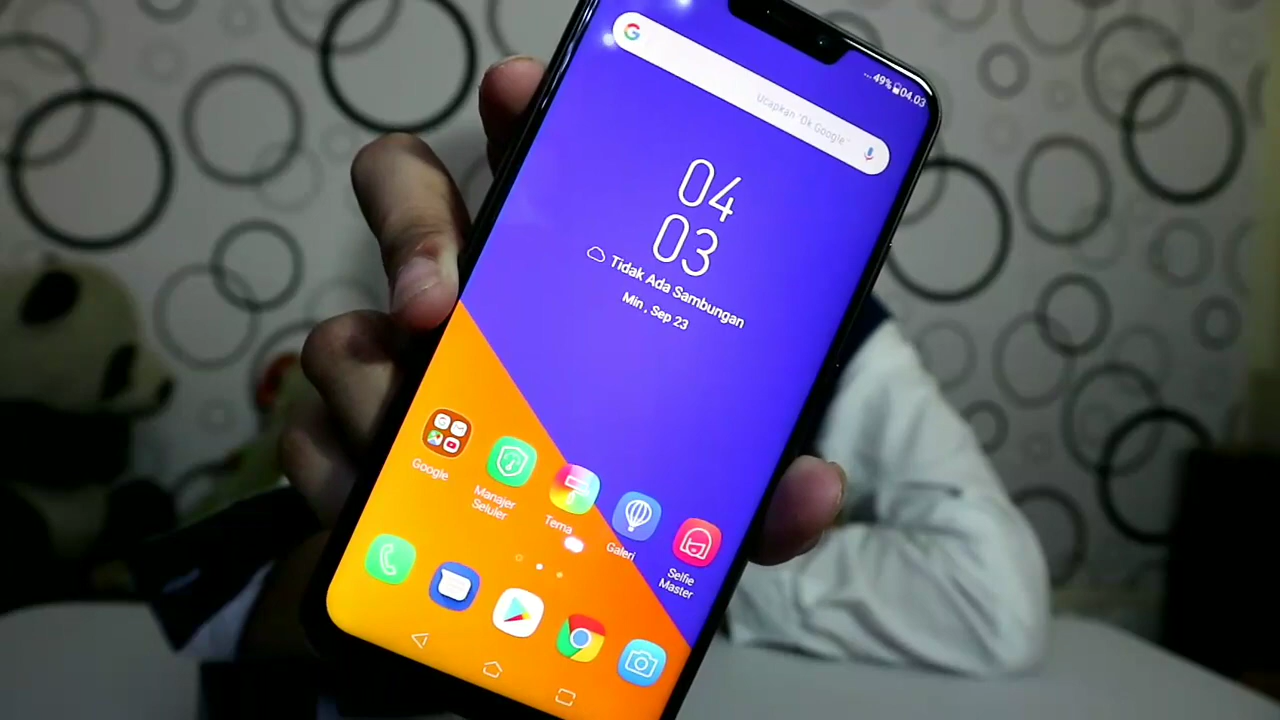 ... 49% 04.03
G
Ucapkan "Ok Google"
04
03
Tidak Ada Sambungan
Min, Sep 23
Google
Manajer
Seluler
Tema
Galeri
Selfie
Master